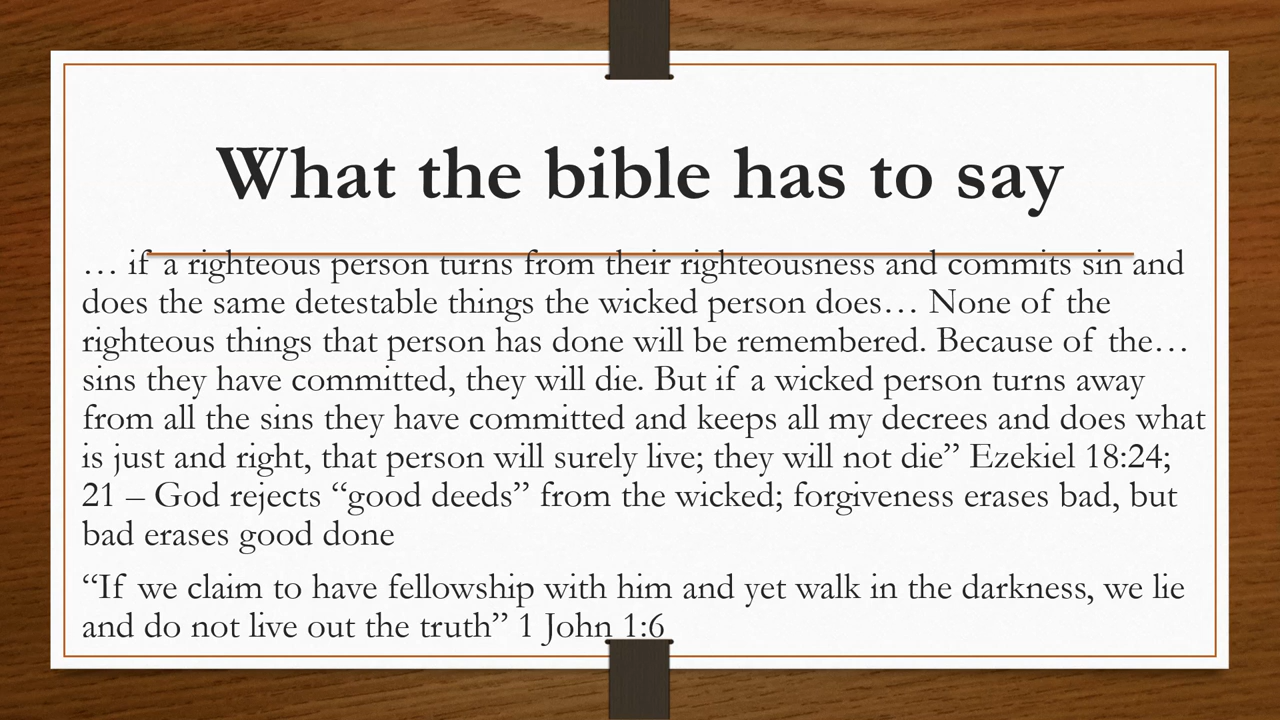 What the bible has to say
… if a righteous person turns from their righteousness and commits sin and
does the same detestable things the wicked person does… None of the
righteous things that person has done will be remembered. Because of the…
sins they have committed, they will die. But if a wicked person turns away
from all the sins they have committed and keeps all my decrees and does what
is just and right, that person will surely live; they will not die” Ezekiel 18:24;
21 – God rejects “good deeds” from the wicked; forgiveness erases bad, but
bad erases good done
“If we claim to have fellowship with him and yet walk in the darkness, we lie
and do not live out the truth” 1 John 1:6